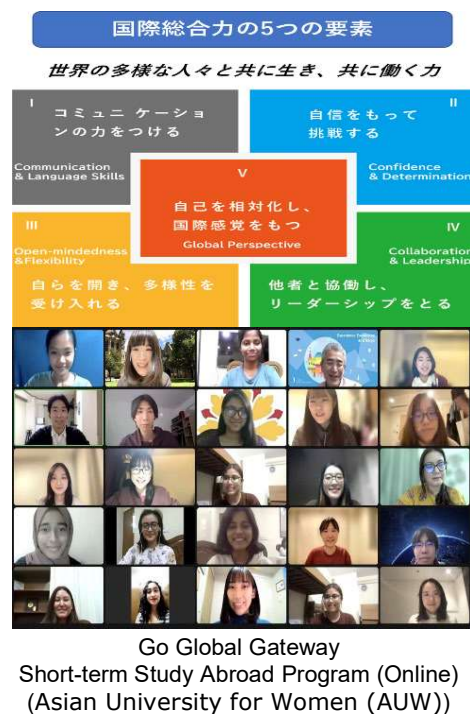 国際総合力の5つの要素
世界の多様な人々と共に生き、共に働く力
I
コミュニ ケーショ
ンの力をつける
Communication
& Language Skills
II
自信をもって
挑戦する
Confidence
& Determination
V
自己を相対化し、
国際感覚をもつ
Global Perspective
III
Open-mindedness
&Flexibility
自らを開き、多様性を
受け入れる
IV
Collaboration
& Leadership
他者と協働し、
リーダーシップをとる
Go Global Gateway
Short-term Study Abroad Program (Online)
(Asian University for Women (AUW))